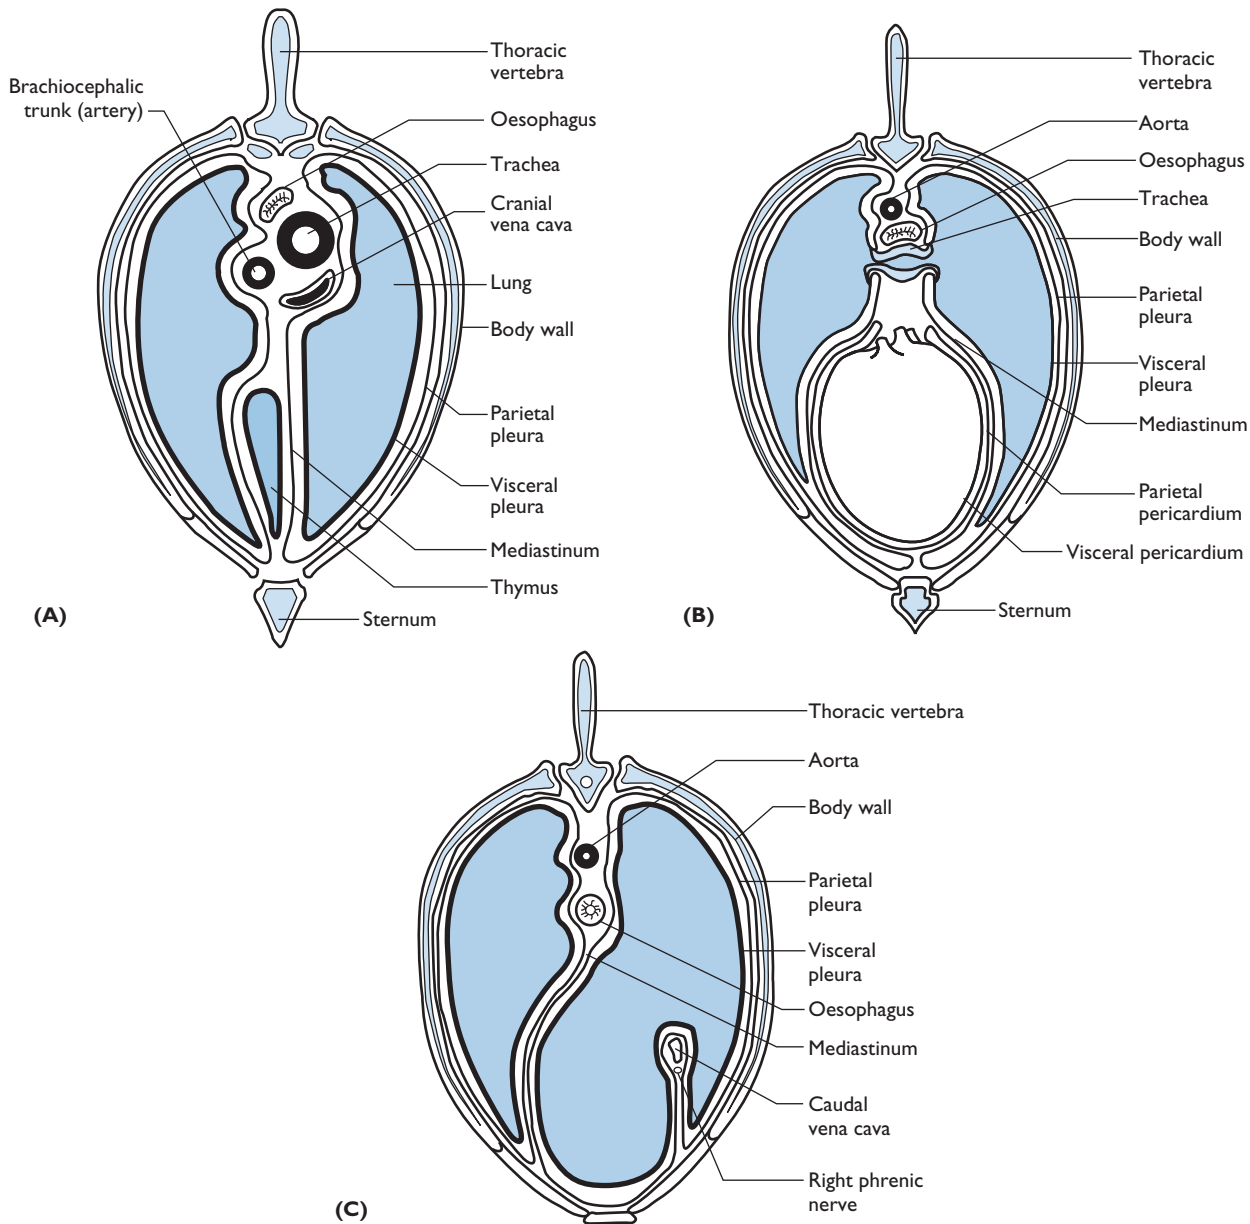 Thoracic
vertebra
Brachiocephalic
trunk (artery)
Oesophagus
Trachea
Cranial
vena cava
Lung
Body wall
Parietal
pleura
Visceral
pleura
Mediastinum
Thymus
Sternum
(A)
Thoracic
vertebra
Aorta
Oesophagus
Trachea
Body wall
Parietal
pleura
Visceral
pleura
Mediastinum
Parietal
pericardium
Visceral pericardium
Sternum
(B)
Thoracic vertebra
Aorta
Body wall
Parietal
pleura
Visceral
pleura
Oesophagus
Mediastinum
Caudal
vena cava
Right phrenic
nerve
(C)